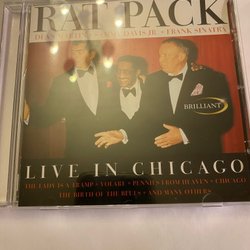 RAT PACK
DEAN MARTIN • SAMMY DAVIS JR. • FRANK SINATRA
BRILLIANT
LIVE IN CHICAGO
THE LADY IS A TRAMP • VOLARE • PENNIES FROM HEAVEN • CHICAGO
THE BIRTH OF THE BLUES • AND MANY OTHERS